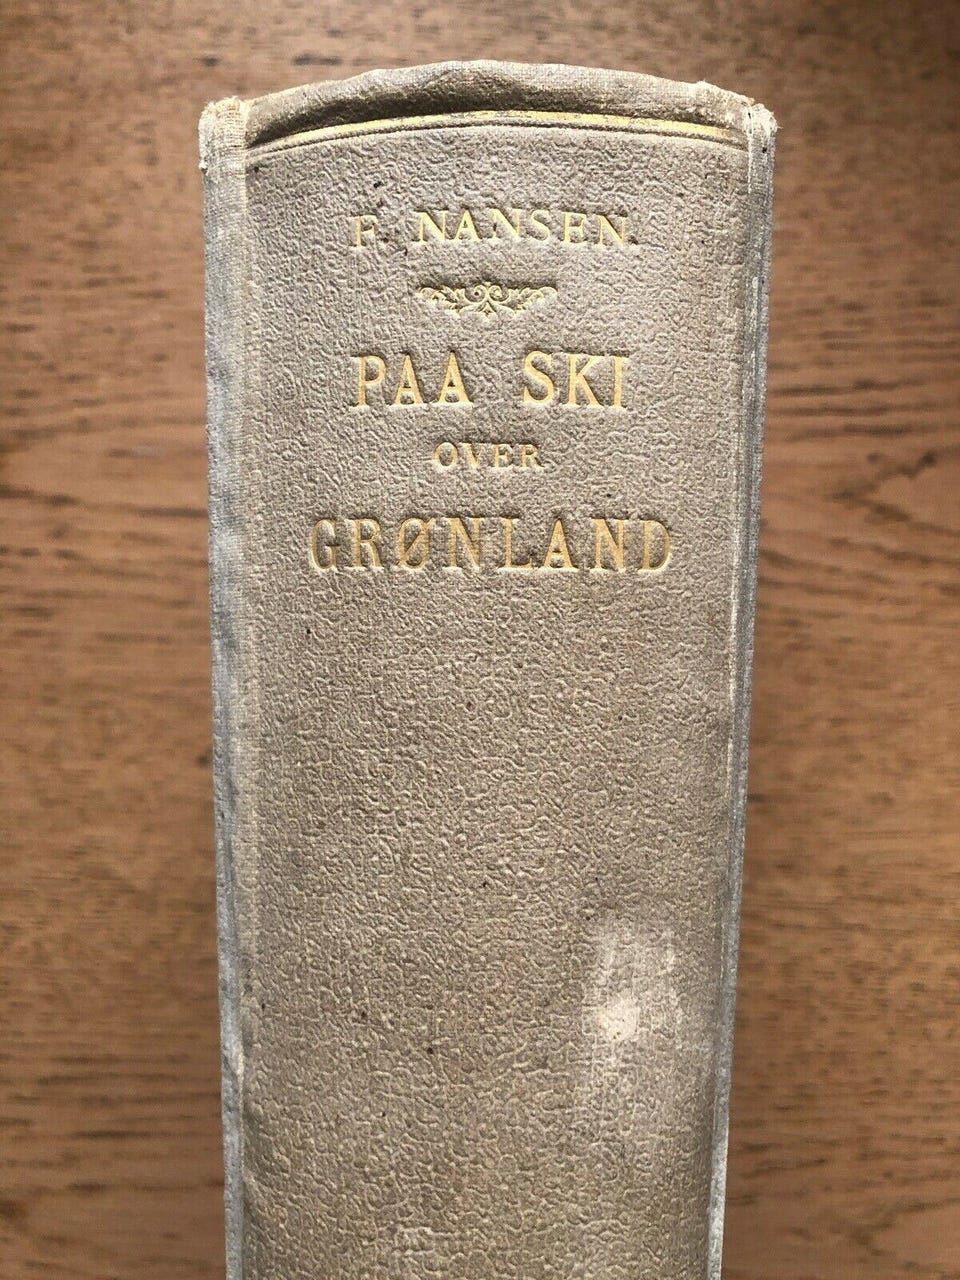 F. NANSEN.
PAA SKI
OVER
GRØNLAND